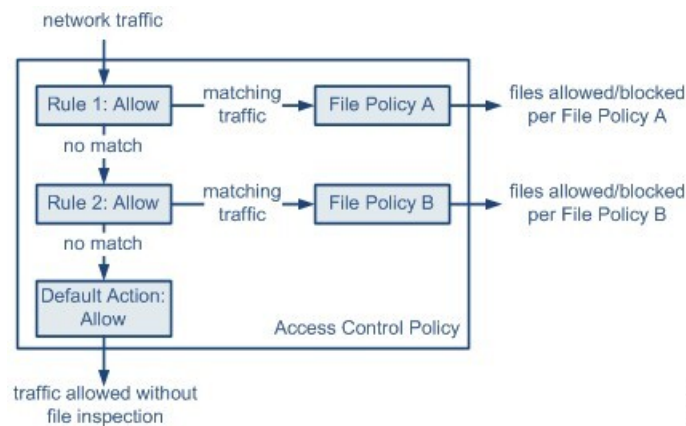 network traffic
Rule 1: Allow
matching
traffic
File Policy A
files allowed/blocked
per File Policy A
no match
Rule 2: Allow
matching
traffic
File Policy B
files allowed/blocked
per File Policy B
no match
Default Action:
Allow
Access Control Policy
traffic allowed without
file inspection